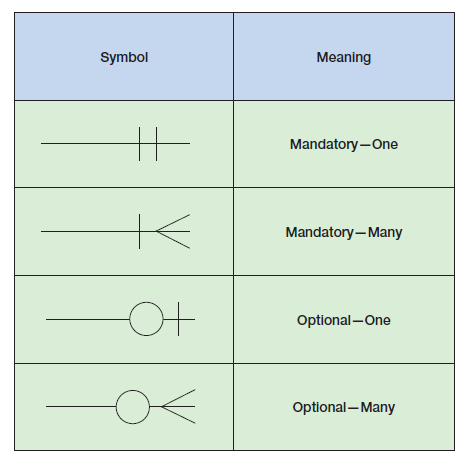 Symbol Meaning
Mandatory—One
Mandatory—Many
Optional—One
Optional—Many